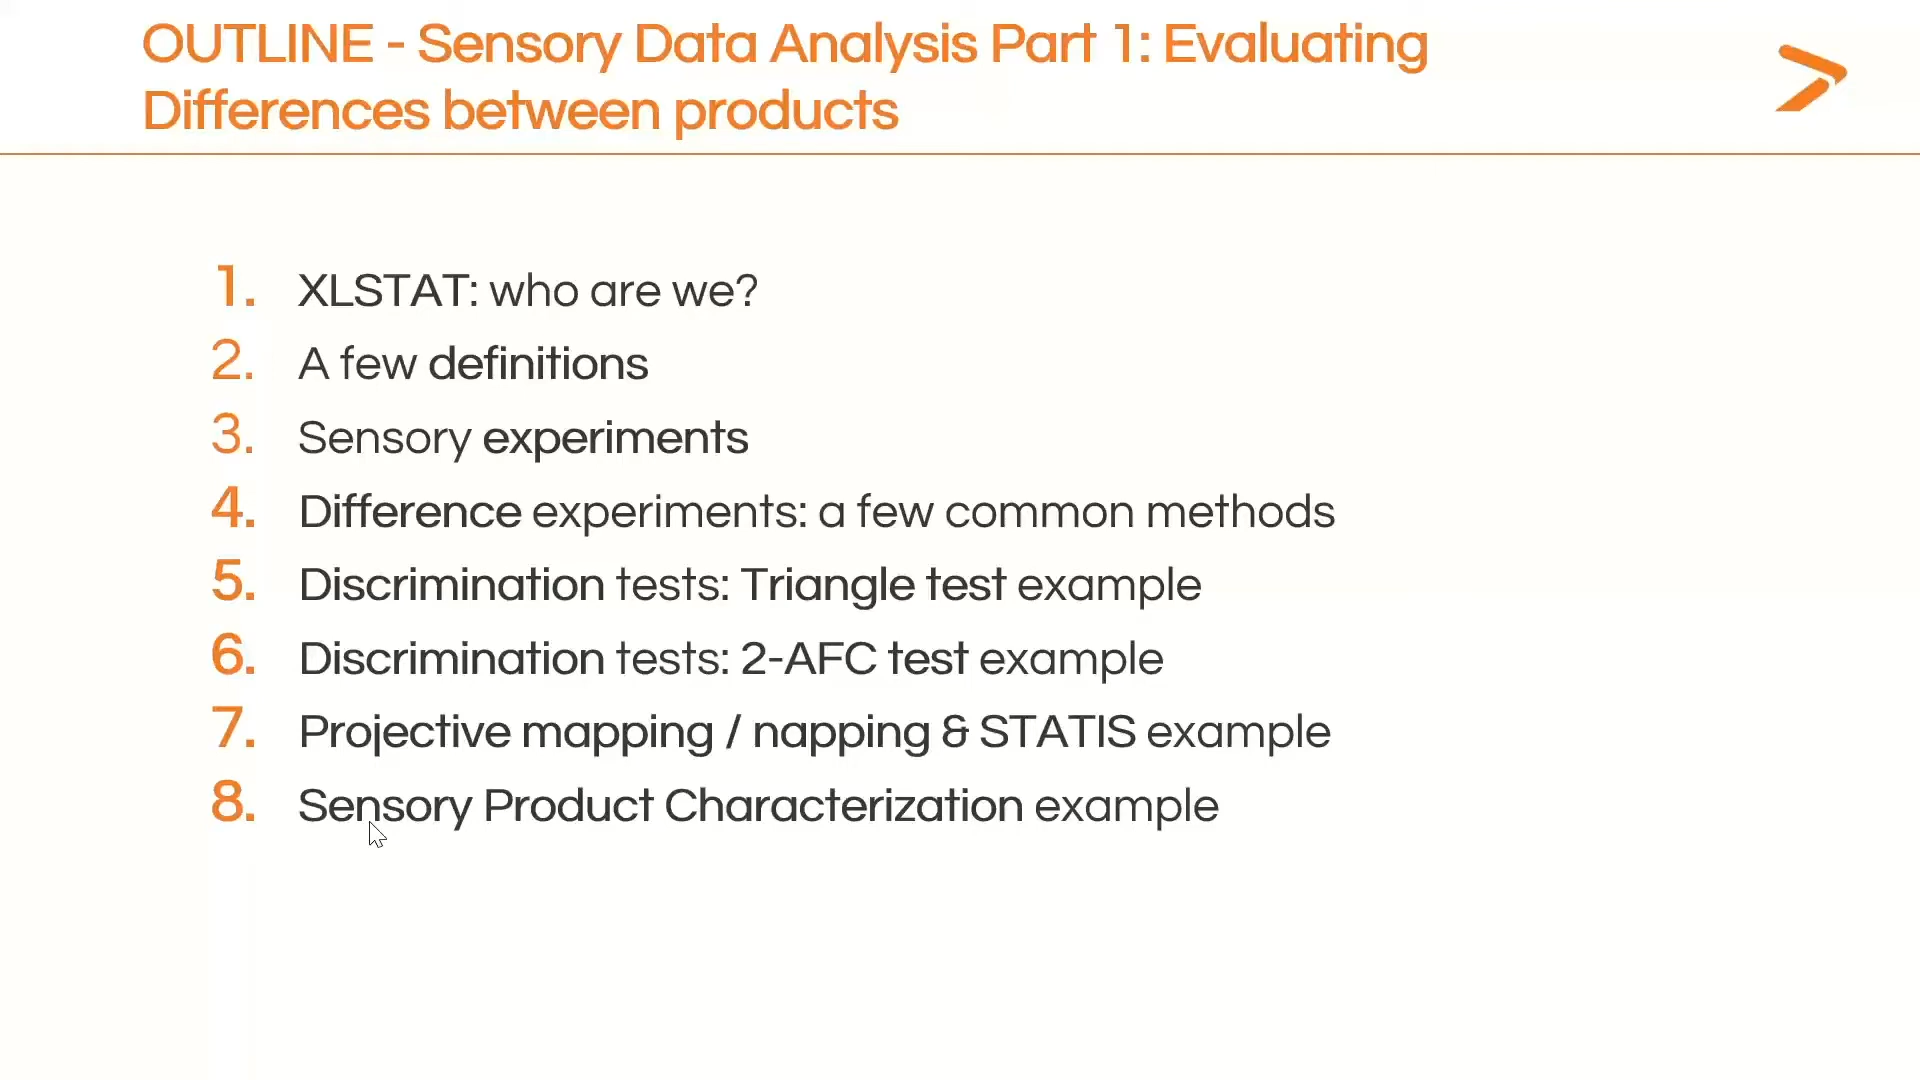 OUTLINE - Sensory Data Analysis Part 1: Evaluating
Differences between products
1. XLSTAT: who are we?
2. A few definitions
3. Sensory experiments
4. Difference experiments: a few common methods
5. Discrimination tests: Triangle test example
6. Discrimination tests: 2-AFC test example
7. Projective mapping / napping & STATIS example
8. Sensory Product Characterization example